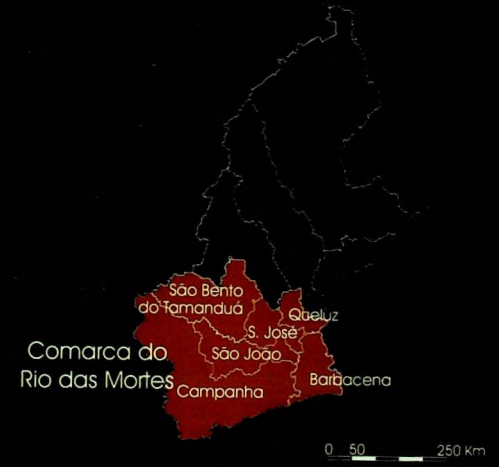 São Bento
do Tamanduá
Queluz
S. José
São João
Comarca do
Rio das Mortes
Campanha
Barbacena
0 50 250 Km